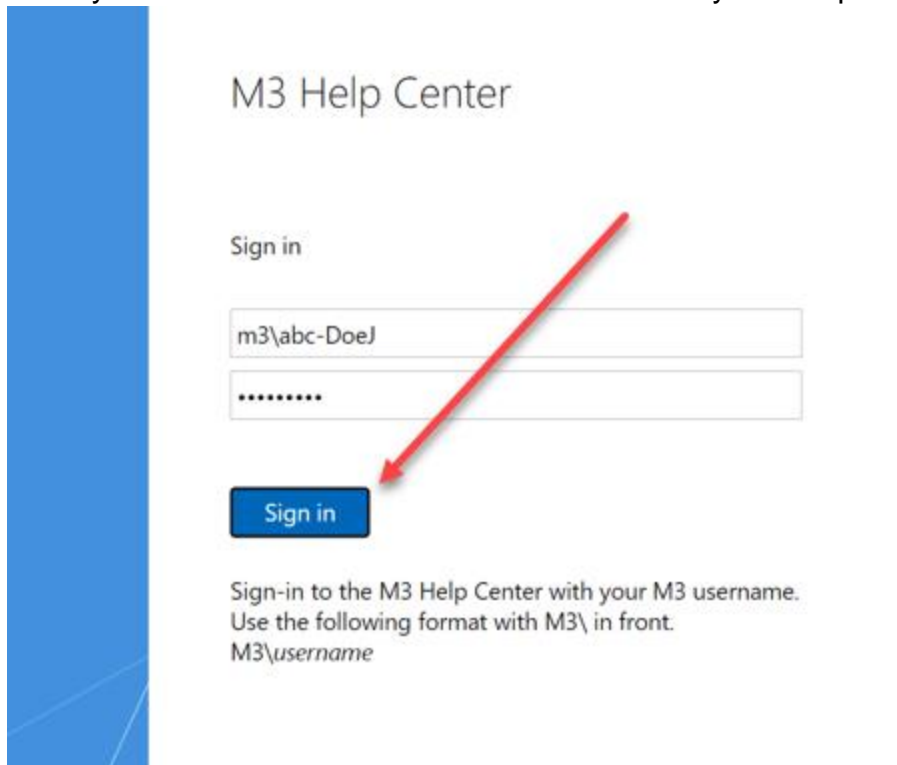 M3 Help Center
Sign in
m3\abc-DoeJ
•••••••••
Sign in
Sign-in to the M3 Help Center with your M3 username.
Use the following format with M3\ in front.
M3\username